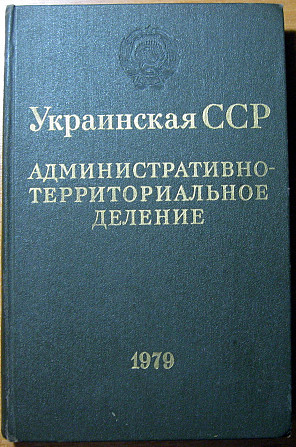 Украинская ССР
АДМИНИСТРАТИВНО-
ТЕРРИТОРИАЛЬНОЕ
ДЕЛЕНИЕ
1979